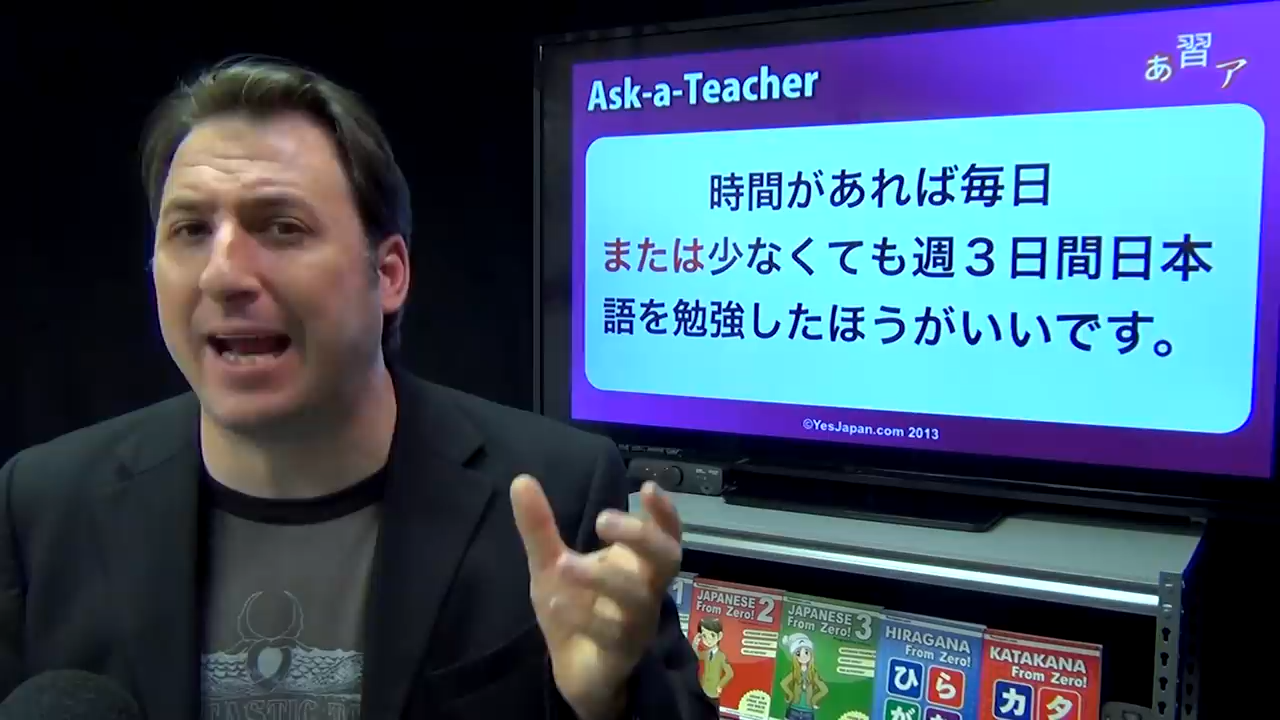 Ask-a-Teacher
あ習ア
時間があれば毎日
または少なくても週３日間日本
語を勉強したほうがいいです。
©YesJapan.com 2013
1
JAPANESE 2
From Zero!
JAPANESE 3
From Zero!
HIRAGANA
From Zero!
ひら
KATAKANA
From Zero!
カタ